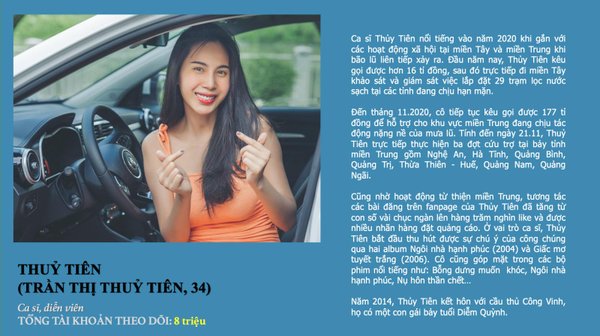 Ca sĩ Thủy Tiên nổi tiếng vào năm 2020 khi gắn với
các hoạt động xã hội tại miền Tây và miền Trung khi
bão lũ liên tiếp xảy ra. Đầu năm nay, Thủy Tiên kêu
gọi được hơn 16 tỉ đồng, sau đó trực tiếp đi miền Tây
khảo sát và giám sát việc lắp đặt 29 trạm lọc nước
sạch tại các tỉnh đang chịu hạn mặn.
Đến tháng 11.2020, cô tiếp tục kêu gọi được 177 tỉ
đồng để hỗ trợ cho khu vực miền Trung đang chịu tác
động nặng nề của mưa lũ. Tính đến ngày 21.11, Thuỷ
Tiên trực tiếp thực hiện ba đợt cứu trợ tại bảy tỉnh
miền Trung gồm Nghệ An, Hà Tĩnh, Quảng Bình,
Quảng Trị, Thừa Thiên - Huế, Quảng Nam, Quảng
Ngãi.
Cũng nhờ hoạt động từ thiện miền Trung, tương tác
các bài đăng trên fanpage của Thủy Tiên đã tăng từ
con số vài chục ngàn lên hàng trăm nghìn like và được
nhiều nhãn hàng đặt quảng cáo. Ở vai trò ca sĩ, Thủy
Tiên bắt đầu thu hút được sự chú ý của công chúng
qua hai album Ngôi nhà hạnh phúc (2004) và Giấc mơ
tuyết trắng (2006). Cô cũng góp mặt trong các bộ
phim nổi tiếng như: Bỗng dưng muốn khóc, Ngôi nhà
hạnh phúc, Nụ hôn thần chết…
Năm 2014, Thủy Tiên kết hôn với cầu thủ Công Vinh,
họ có một con gái bảy tuổi Diễm Quỳnh.
THUỶ TIÊN
(TRẦN THỊ THUỶ TIÊN, 34)
Ca sĩ, diễn viên
TỔNG TÀI KHOẢN THEO DÕI: 8 triệu